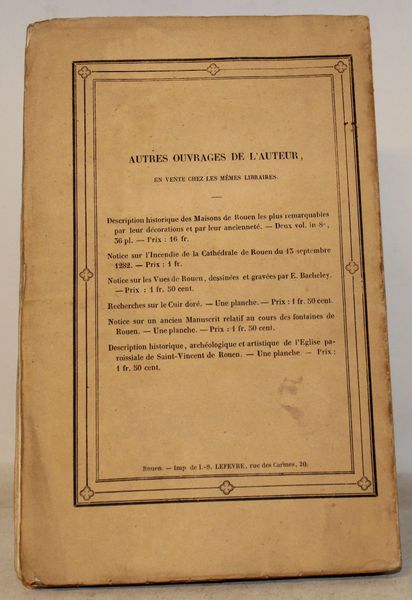 AUTRES OUVRAGES DE L'AUTEUR,
EN VENTE CHEZ LES MÊMES LIBRAIRES.
Description historique des Maisons de Rouen les plus remarquables
par leur décorations et par leur ancienneté. — Deux vol. in-8°,
36 pl. — Prix : 16 fr.
Notice sur l'Incendie de la Cathédrale de Rouen du 15 septembre
1282. — Prix : 1 fr.
Notice sur les Vues de Rouen, dessinées et gravées par E. Bacheley.
— Prix : 1 fr. 50 cent.
Recherches sur le Cuir doré. — Une planche. — Prix : 1 fr. 50 cent.
Notice sur un ancien Manuscrit relatif au cours des fontaines de
Rouen. — Une planche. — Prix : 1 fr. 50 cent.
Description historique, archéologique et artistique de l'Eglise pa-
roissiale de Saint-Vincent de Rouen. — Une planche — Prix :
1 fr. 50 cent.
Rouen. — Imp de I.-S. LEFEVRE, rue des Carmes, 20.